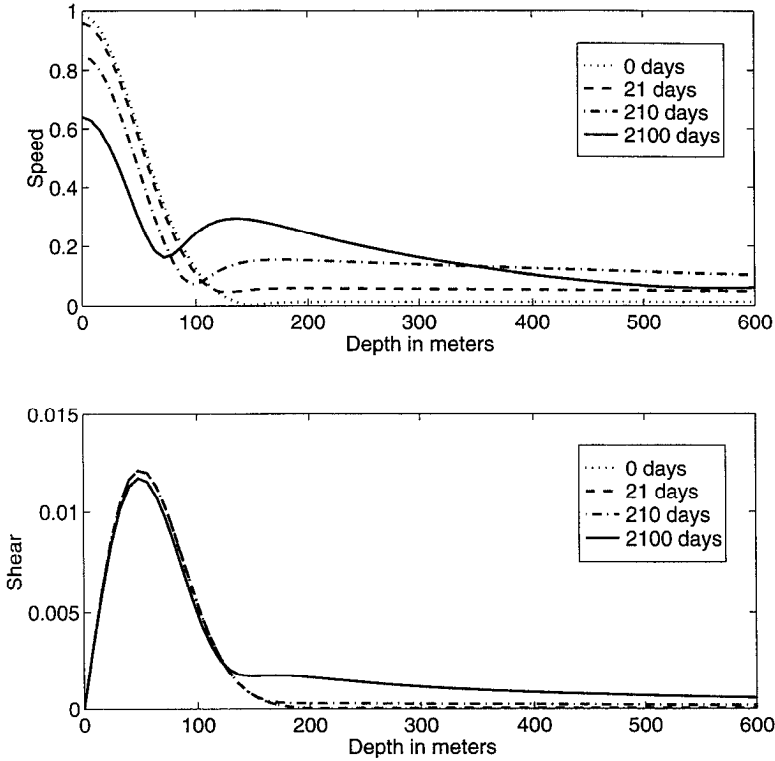 1
0.8
0.6
0.4
0.2
0
Speed
0 days
21 days
210 days
2100 days
0 100 200 300 400 500 600
Depth in meters
0.015
0.01
0.005
0
Shear
0 days
21 days
210 days
2100 days
0 100 200 300 400 500 600
Depth in meters